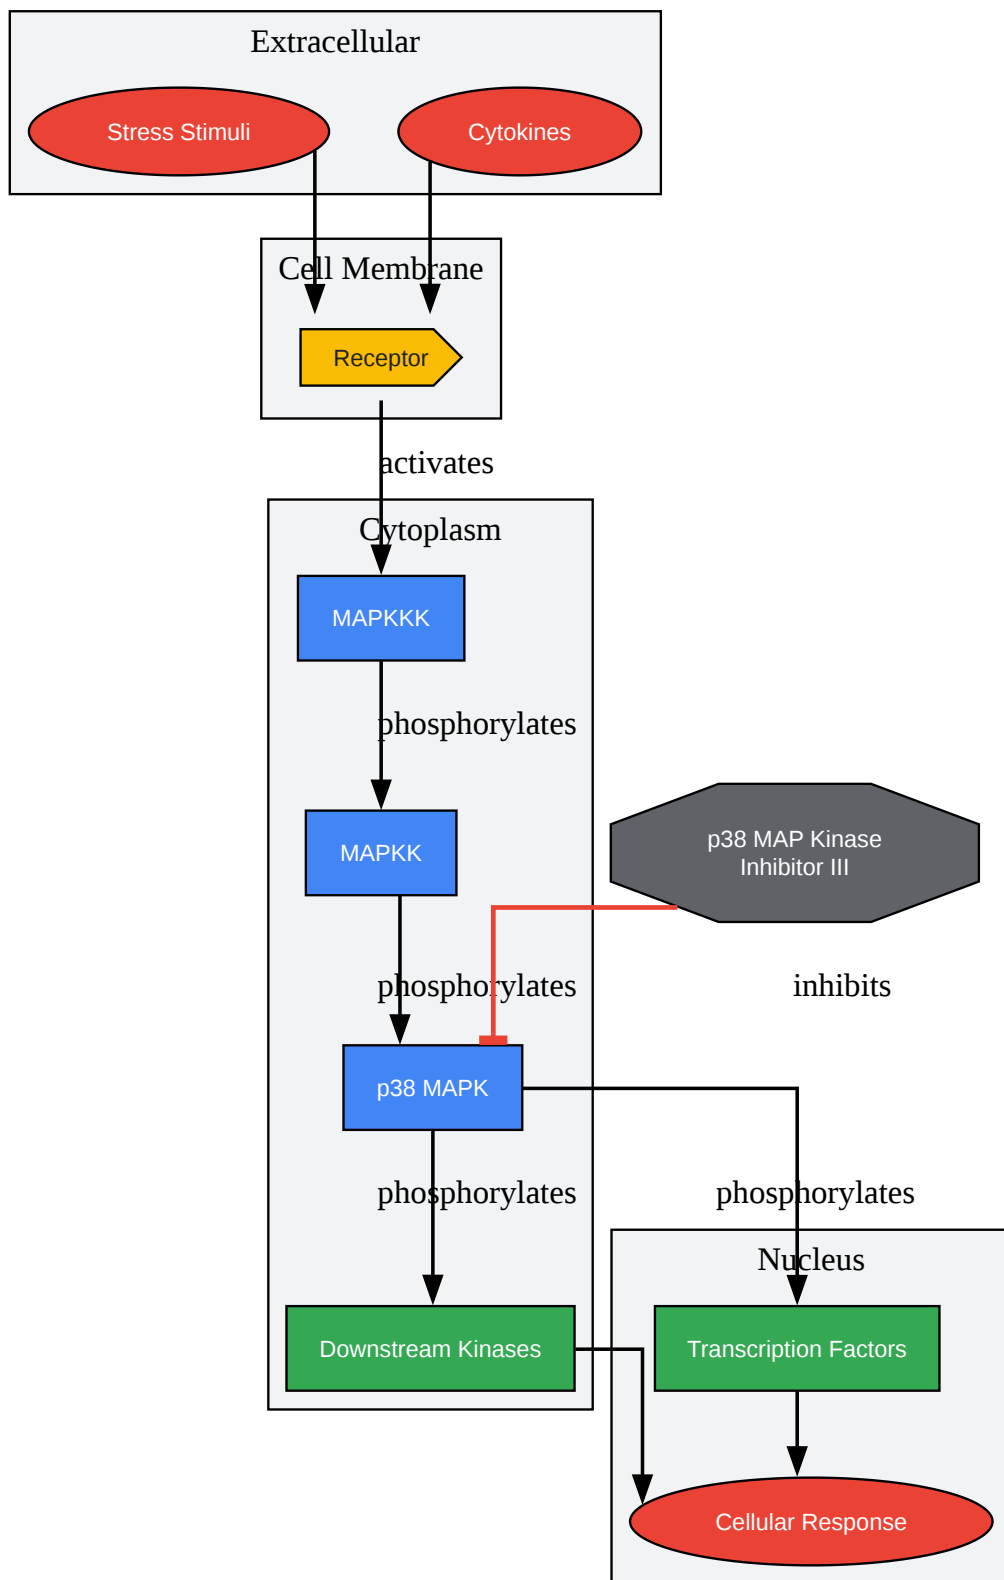 Extracellular
Stress Stimuli
Cytokines
Cell Membrane
Receptor
activates
Cytoplasm
MAPKKK
phosphorylates
MAPKK
p38 MAP Kinase
Inhibitor III
phosphorylates
inhibits
p38 MAPK
phosphorylates
phosphorylates
Nucleus
Downstream Kinases
Transcription Factors
Cellular Response